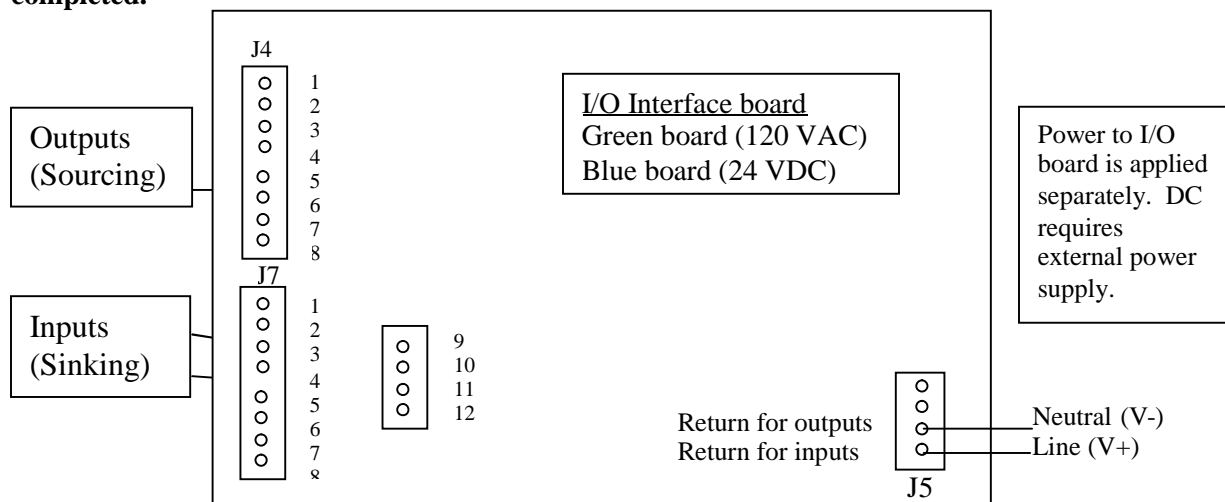 completed.
J4
1
2
3
4
5
6
7
8
Outputs
(Sourcing)
I/O Interface board
Green board (120 VAC)
Blue board (24 VDC)
Power to I/O
board is applied
separately. DC
requires
external power
supply.
J7
1
2
3
4
5
6
7
8
Inputs
(Sinking)
9
10
11
12
Return for outputs
Return for inputs
Neutral (V-)
Line (V+)
J5